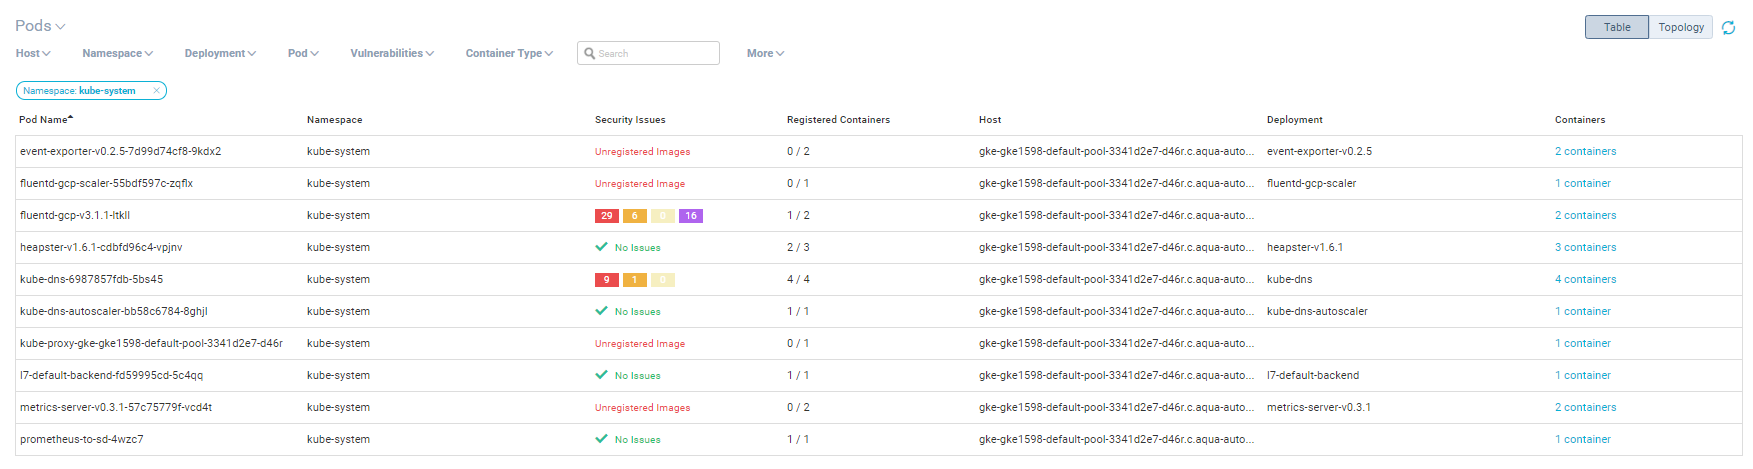 Pods
Table Topology
Host Namespace Deployment Pod Vulnerabilities Container Type Search More
Namespace: kube-system ×
Pod Name Namespace Security Issues Registered Containers Host Deployment Containers
event-exporter-v0.2.5-7d99d74cf8-9kdx2 kube-system Unregistered Images 0 / 2 gke-gke1598-default-pool-3341d2e7-d46r.c.aqua-auto... event-exporter-v0.2.5 2 containers
fluentd-gcp-scaler-55bdf597c-zqflx kube-system Unregistered Image 0 / 1 gke-gke1598-default-pool-3341d2e7-d46r.c.aqua-auto... fluentd-gcp-scaler 1 container
fluentd-gcp-v3.1.1-ltkll kube-system 29 6 0 16 1 / 2 gke-gke1598-default-pool-3341d2e7-d46r.c.aqua-auto... 2 containers
heapster-v1.6.1-cdbfd96c4-vpjnv kube-system No Issues 2 / 3 gke-gke1598-default-pool-3341d2e7-d46r.c.aqua-auto... heapster-v1.6.1 3 containers
kube-dns-6987857fdb-5bs45 kube-system 9 1 0 4 / 4 gke-gke1598-default-pool-3341d2e7-d46r.c.aqua-auto... kube-dns 4 containers
kube-dns-autoscaler-bb58c6784-8ghjl kube-system No Issues 1 / 1 gke-gke1598-default-pool-3341d2e7-d46r.c.aqua-auto... kube-dns-autoscaler 1 container
kube-proxy-gke-gke1598-default-pool-3341d2e7-d46r kube-system Unregistered Image 0 / 1 gke-gke1598-default-pool-3341d2e7-d46r.c.aqua-auto... 1 container
l7-default-backend-fd59995cd-5c4qq kube-system No Issues 1 / 1 gke-gke1598-default-pool-3341d2e7-d46r.c.aqua-auto... l7-default-backend 1 container
metrics-server-v0.3.1-57c75779f-vcd4t kube-system Unregistered Images 0 / 2 gke-gke1598-default-pool-3341d2e7-d46r.c.aqua-auto... metrics-server-v0.3.1 2 containers
prometheus-to-sd-4wzc7 kube-system No Issues 1 / 1 gke-gke1598-default-pool-3341d2e7-d46r.c.aqua-auto... 1 container